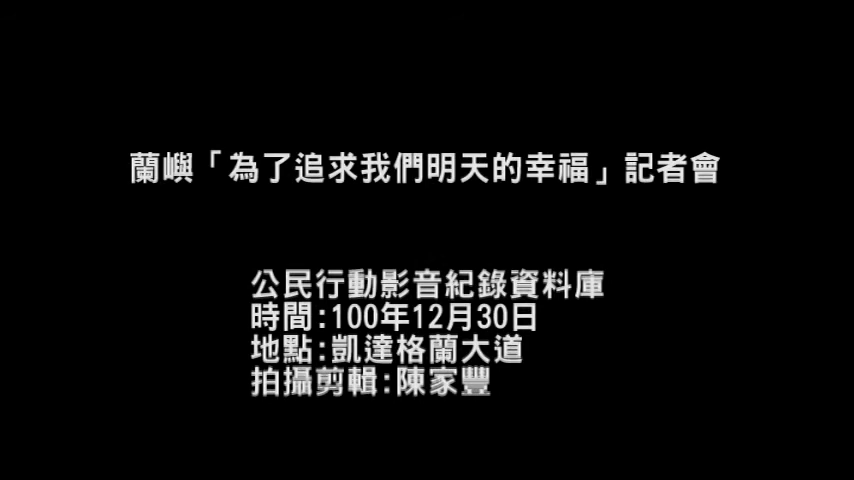 蘭嶼「為了追求我們明天的幸福」記者會
公民行動影音紀錄資料庫
時間:100年12月30日
地點:凱達格蘭大道
拍攝剪輯:陳家豐